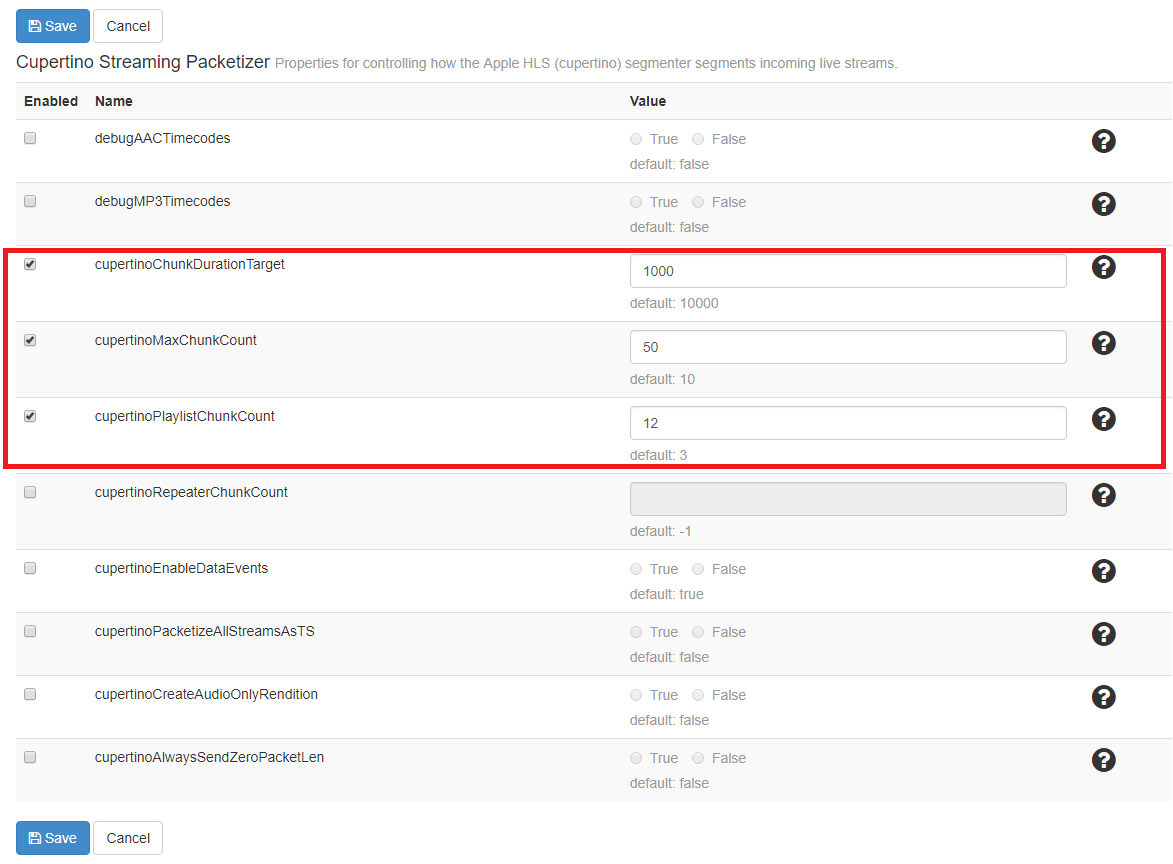 Save Cancel
Cupertino Streaming Packetizer Properties for controlling how the Apple HLS (cupertino) segmenter segments incoming live streams.
Enabled Name Value
debugAACTimecodes True False ?
default: false
debugMP3Timecodes True False ?
default: false
cupertinoChunkDurationTarget 1000 ?
default: 10000
cupertinoMaxChunkCount 50 ?
default: 10
cupertinoPlaylistChunkCount 12 ?
default: 3
cupertinoRepeaterChunkCount ?
default: -1
cupertinoEnableDataEvents True False ?
default: true
cupertinoPacketizeAllStreamsAsTS True False ?
default: false
cupertinoCreateAudioOnlyRendition True False ?
default: false
cupertinoAlwaysSendZeroPacketLen True False ?
default: false
Save Cancel